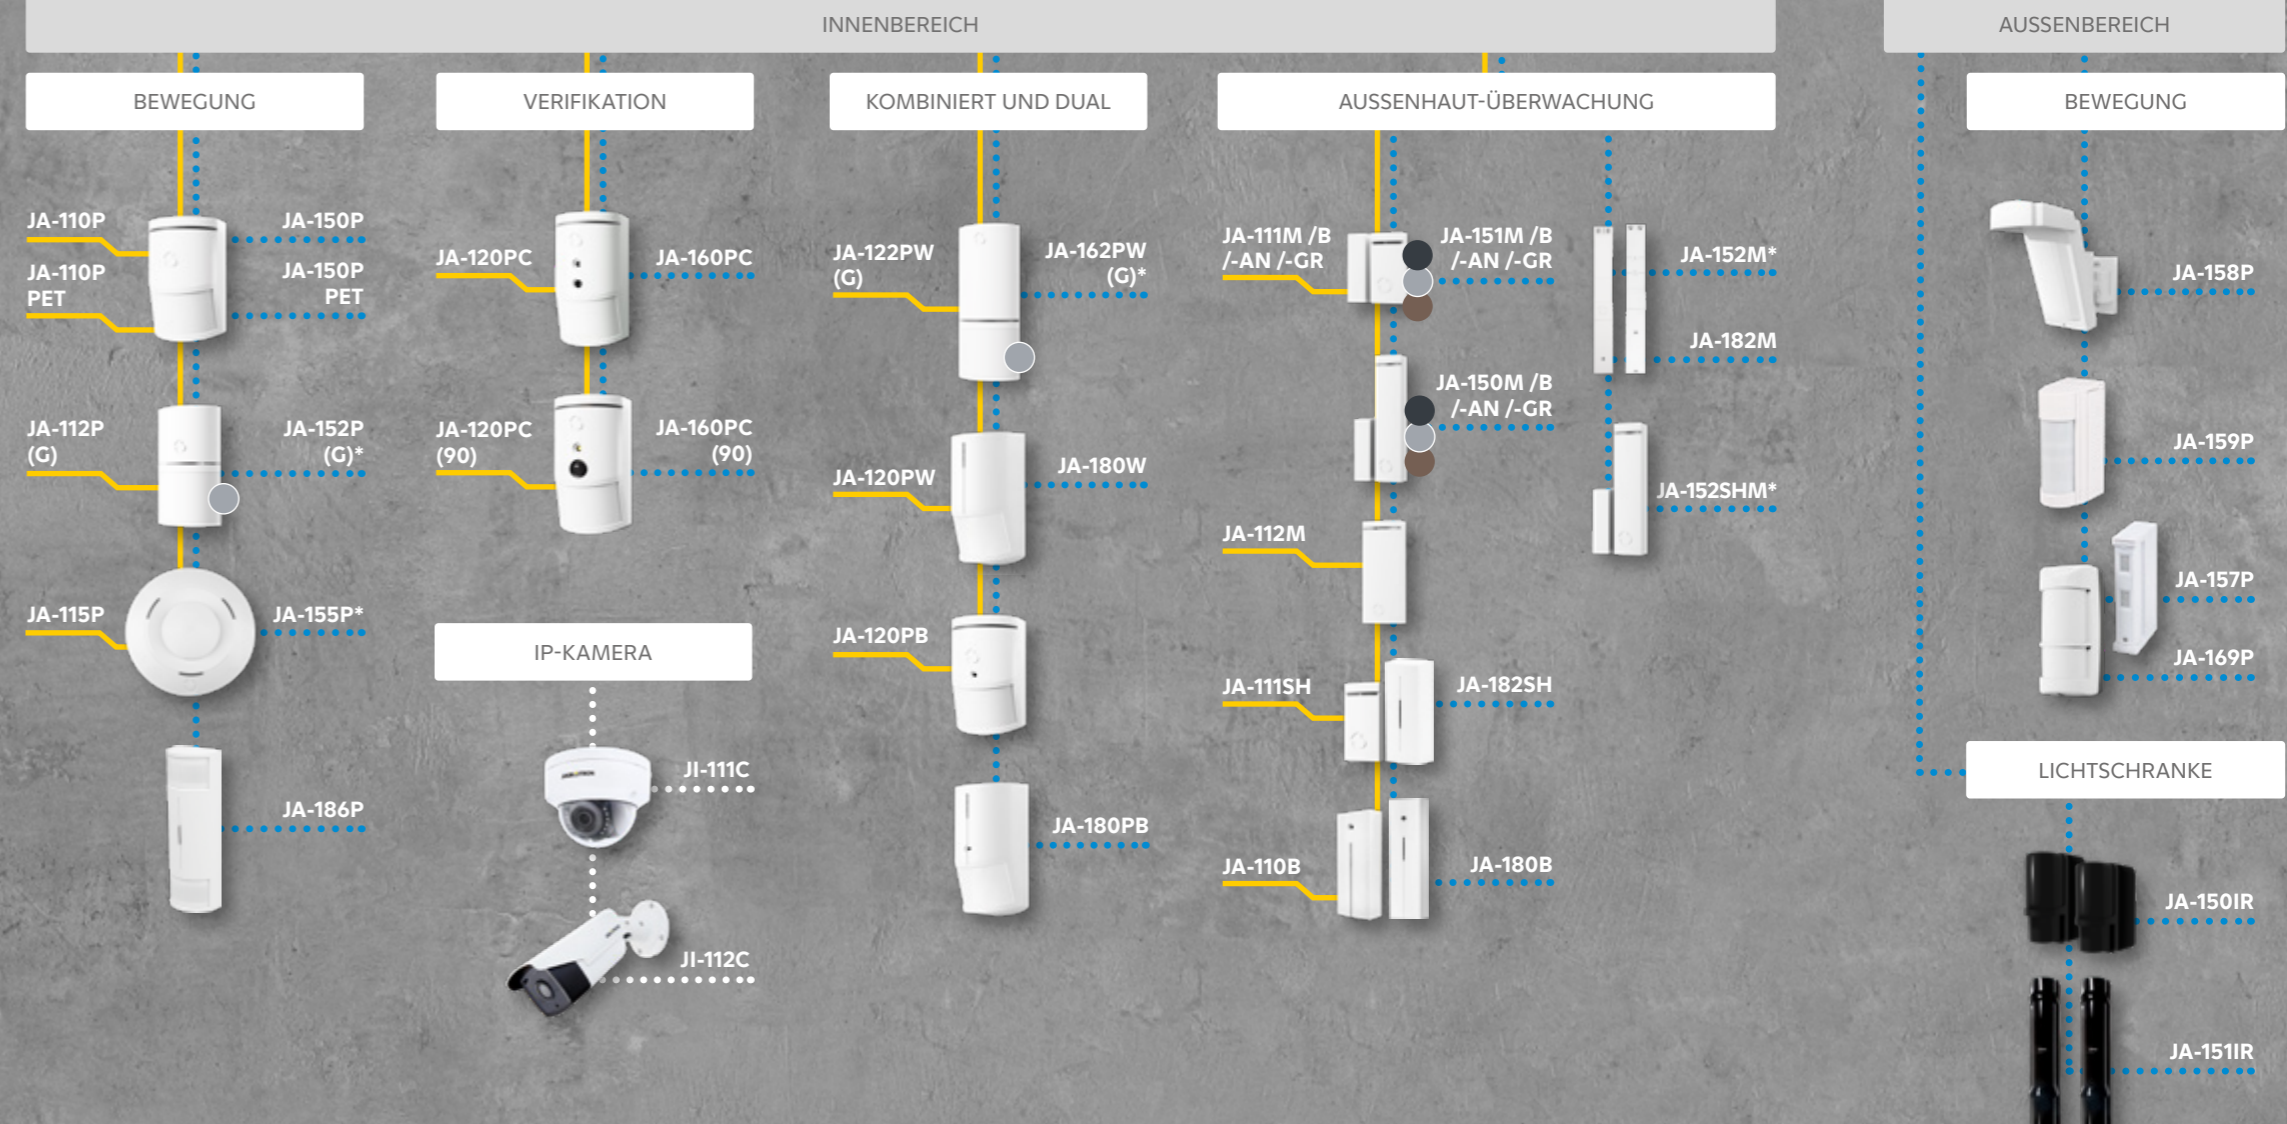 INNENBEREICH
AUSSENBEREICH
BEWEGUNG
VERIFIKATION
KOMBINIERT UND DUAL
AUSSENHAUT-ÜBERWACHUNG
BEWEGUNG
JA-110P
JA-150P
JA-110P
PET
JA-150P
PET
JA-112P
(G)
JA-152P
(G)*
JA-115P
JA-155P*
JA-186P
JA-120PC
JA-160PC
JA-120PC
(90)
JA-160PC
(90)
IP-KAMERA
JI-111C
JI-112C
JA-122PW
(G)
JA-162PW
(G)*
JA-120PW
JA-180W
JA-120PB
JA-180PB
JA-111M /B
/-AN /-GR
JA-151M /B
/-AN /-GR
JA-150M /B
/-AN /-GR
JA-112M
JA-111SH
JA-182SH
JA-110B
JA-180B
JA-152M*
JA-182M
JA-152SHM*
JA-158P
JA-159P
JA-157P
JA-169P
LICHTSCHRANKE
JA-150IR
JA-151IR